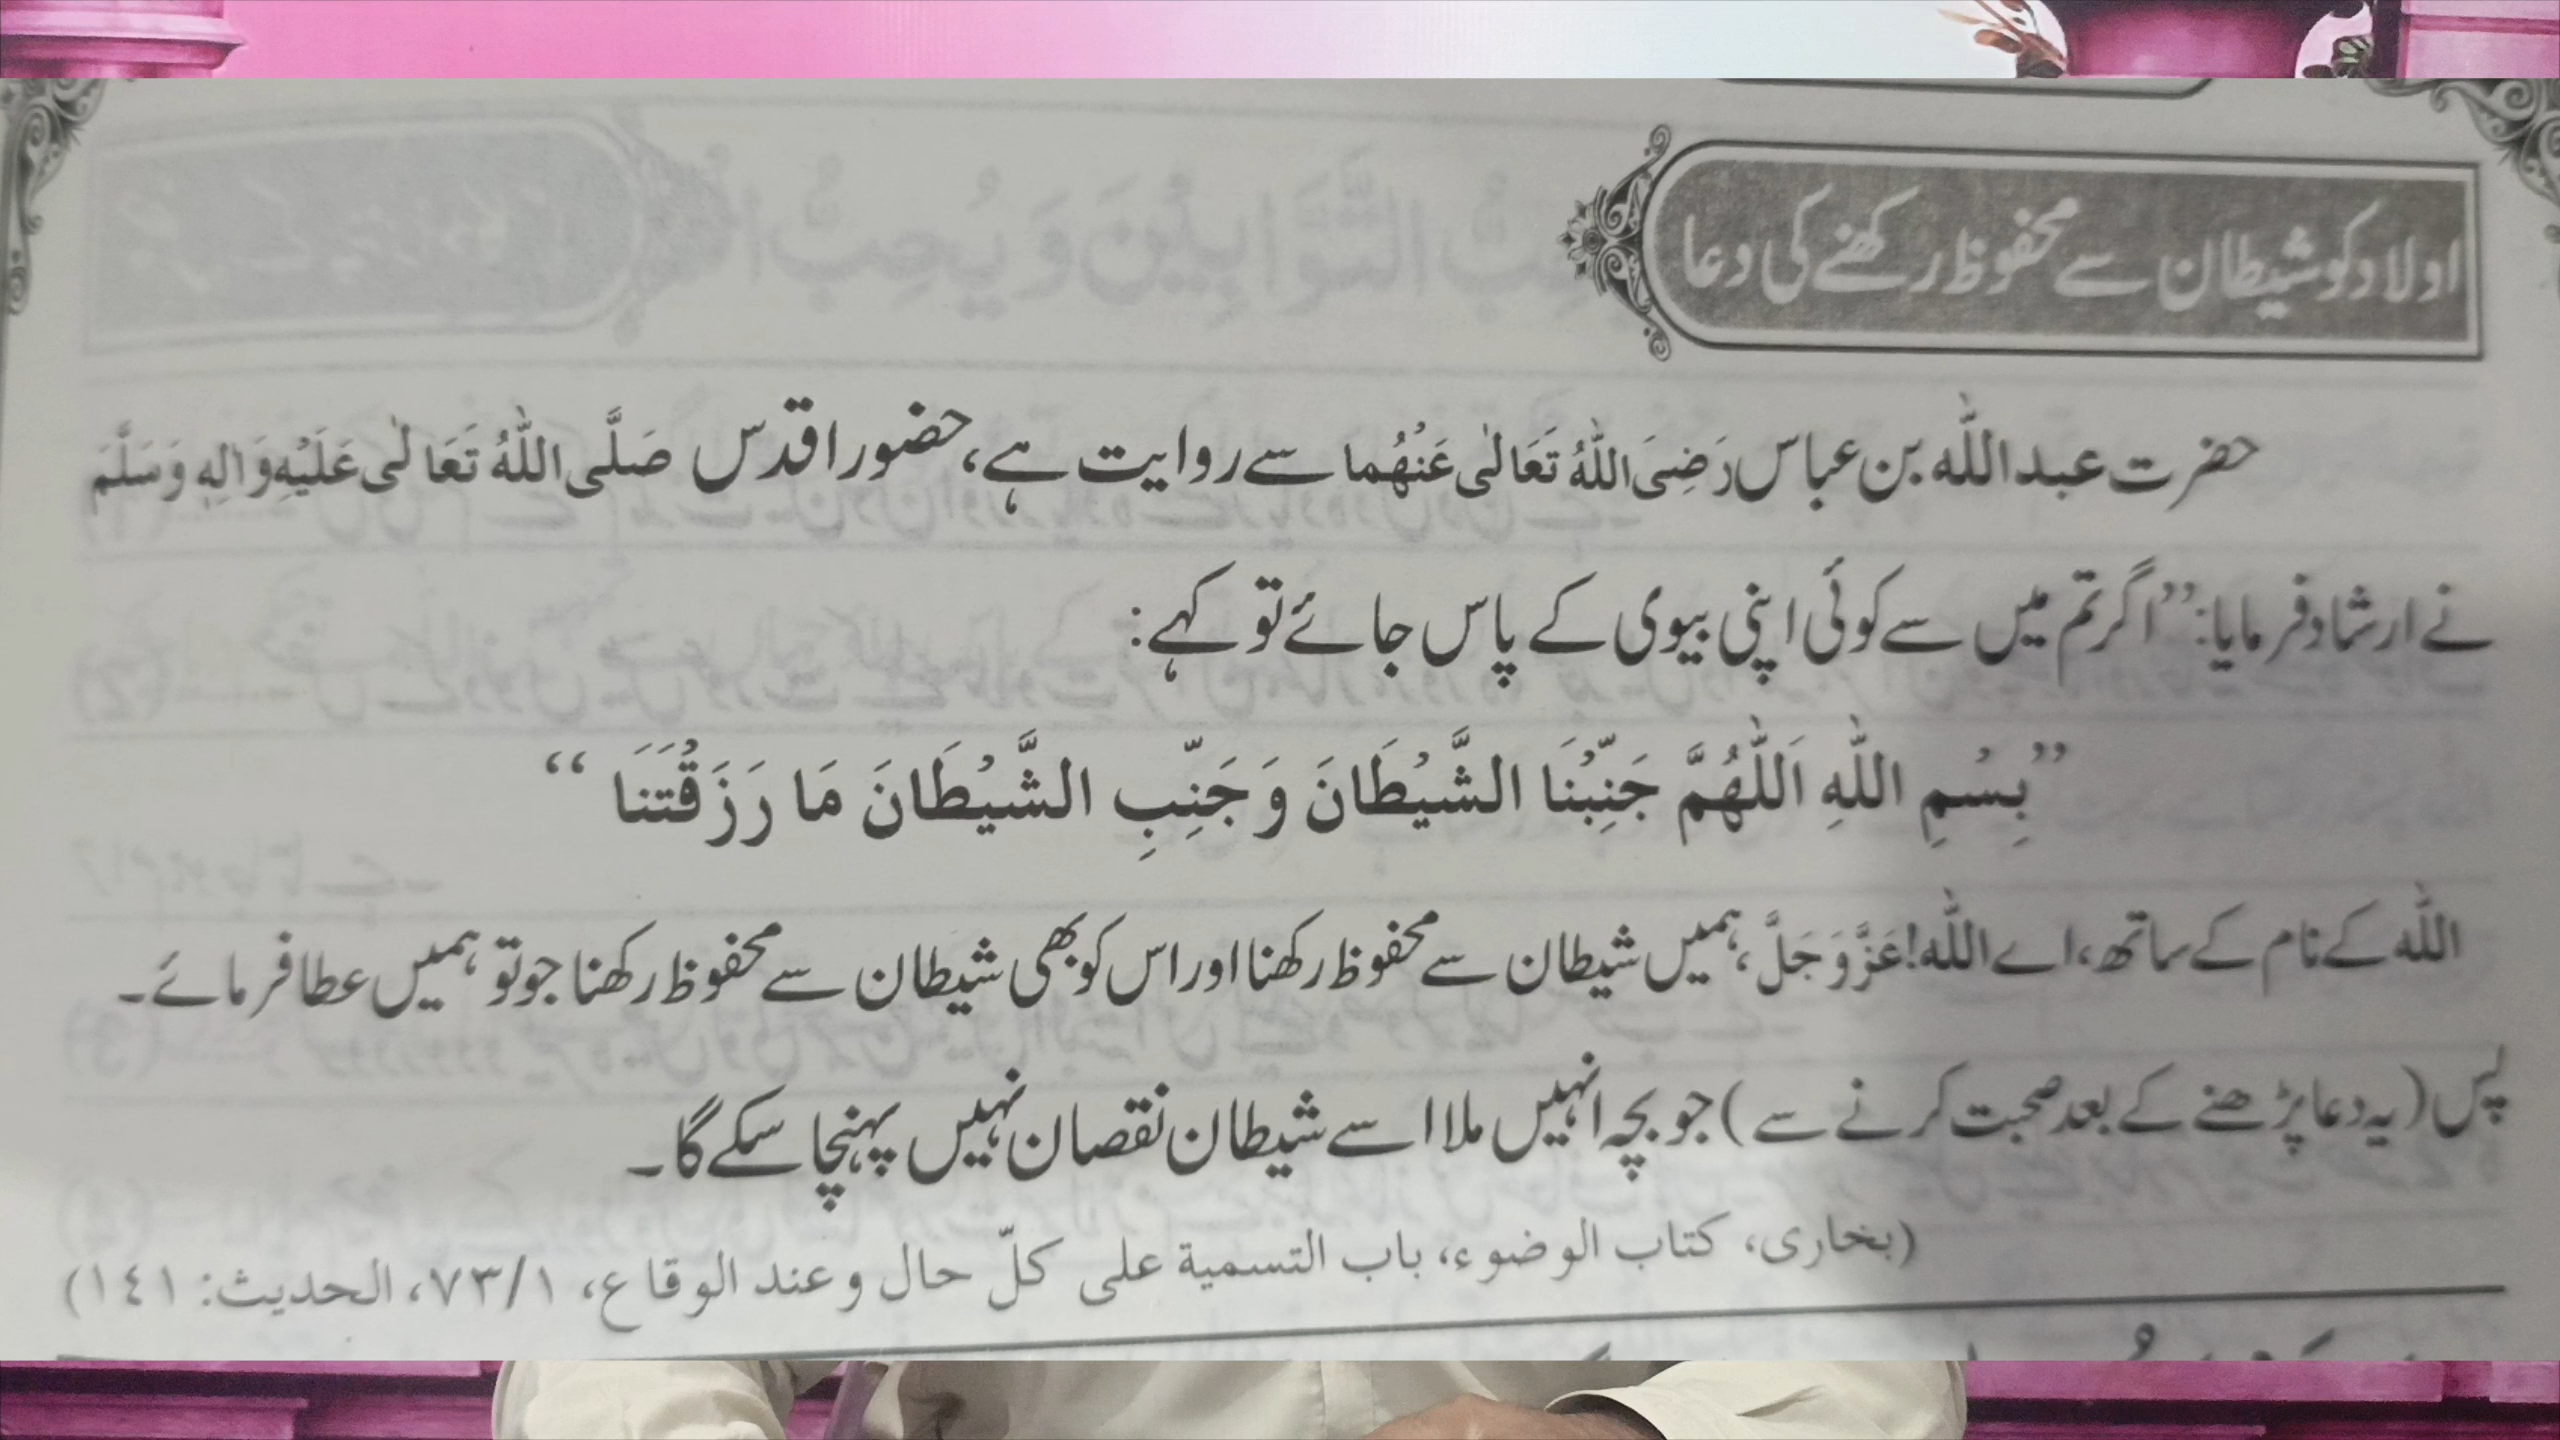 اولاد کو شیطان سے محفوظ رکھنے کی دعا
حضرت عبد اللہ بن عباس رَضِیَ اللہُ تَعَالٰی عَنْہُما سے روایت ہے، حضور اقدس صَلَّی اللہُ تَعَالٰی عَلَیْہِ وَاٰلِہٖ وَسَلَّمَ
نے ارشاد فرمایا: ’’اگر تم میں سے کوئی اپنی بیوی کے پاس جائے تو کہے:
’’بِسْمِ اللّٰهِ اَللّٰهُمَّ جَنِّبْنَا الشَّیْطَانَ وَ جَنِّبِ الشَّیْطَانَ مَا رَزَقْتَنَا‘‘
اللہ کے نام کے ساتھ، اے اللہ! عَزَّ وَجَلَّ، ہمیں شیطان سے محفوظ رکھنا اور اس کو بھی شیطان سے محفوظ رکھنا جو تو ہمیں عطا فرمائے۔
پس (یہ دعا پڑھنے کے بعد صحبت کرنے سے) جو بچہ انہیں ملا اسے شیطان نقصان نہیں پہنچا سکے گا۔
(بخاری، کتاب الوضوء، باب التسمیة علی کلّ حال و عند الوقاع، ۱/۷۳، الحدیث: ۱٤۱)